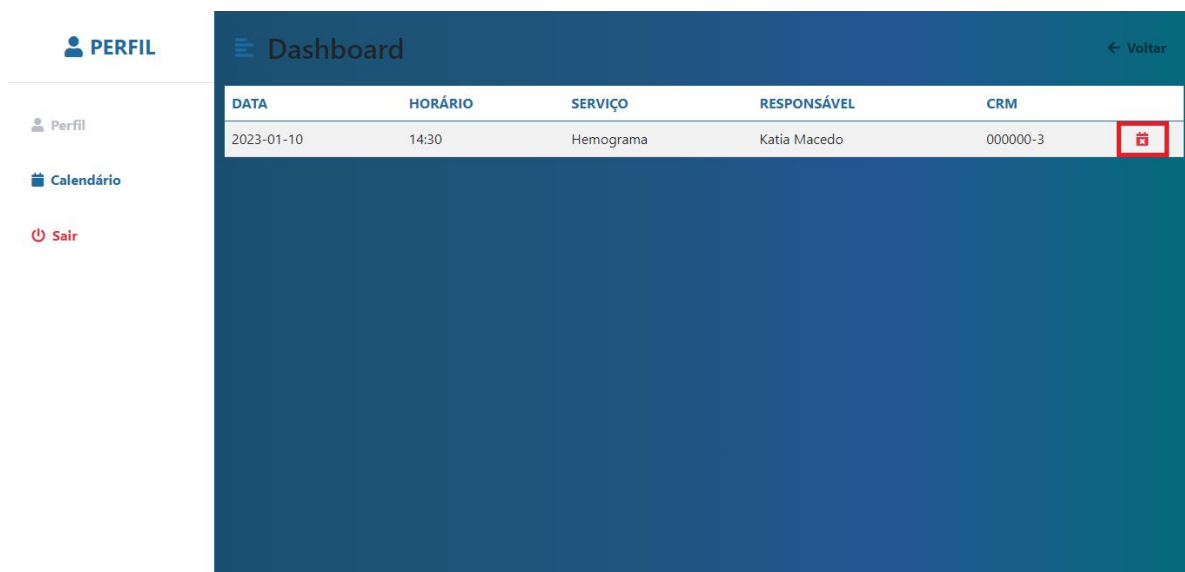 PERFIL
Dashboard
Voltar
DATA HORÁRIO SERVIÇO RESPONSÁVEL CRM
2023-01-10 14:30 Hemograma Katia Macedo 000000-3
Perfil
Calendário
Sair